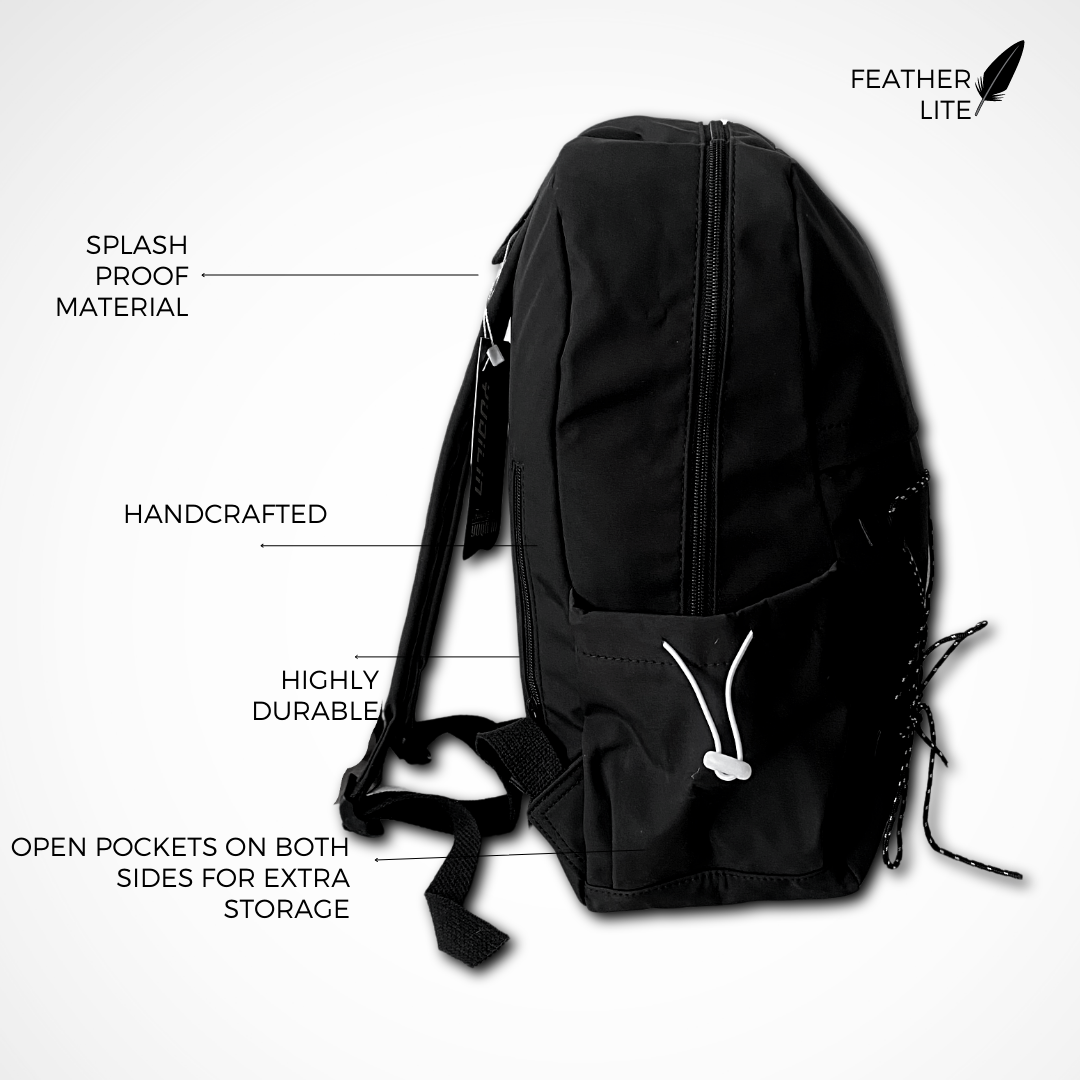 FEATHER
LITE
SPLASH
PROOF
MATERIAL
HANDCRAFTED
HIGHLY
DURABLE
OPEN POCKETS ON BOTH
SIDES FOR EXTRA
STORAGE